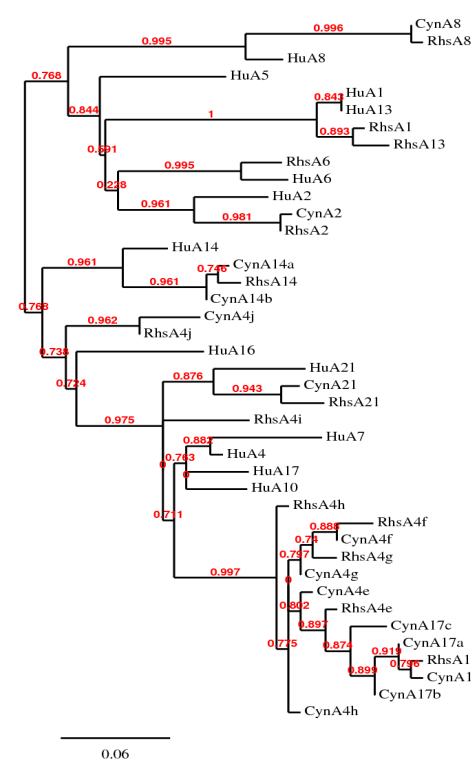 CynA8
0.996
RhsA8
0.995
HuA8
0.768
HuA5
0.844
HuA1
0.843
HuA13
1
RhsA1
0.893
RhsA13
0.591
RhsA6
0.995
HuA6
0.228
HuA2
0.961
CynA2
0.981
RhsA2
HuA14
0.961
CynA14a
0.746
RhsA14
0.961
CynA14b
0.768
CynA4j
0.962
RhsA4j
0.738
HuA16
0.724
HuA21
0.876
CynA21
0.943
RhsA21
0.975
RhsA4i
HuA7
0.882
HuA4
0.763
0
HuA17
0
HuA10
RhsA4h
0.711
RhsA4f
0.888
CynA4f
0.74
RhsA4g
0.797
CynA4g
0.997
0
CynA4e
0.802
RhsA4e
0.897
CynA17c
0.775
0.874
CynA17a
0.919
RhsA1
0.796
CynA1
0.899
CynA17b
CynA4h
0.06